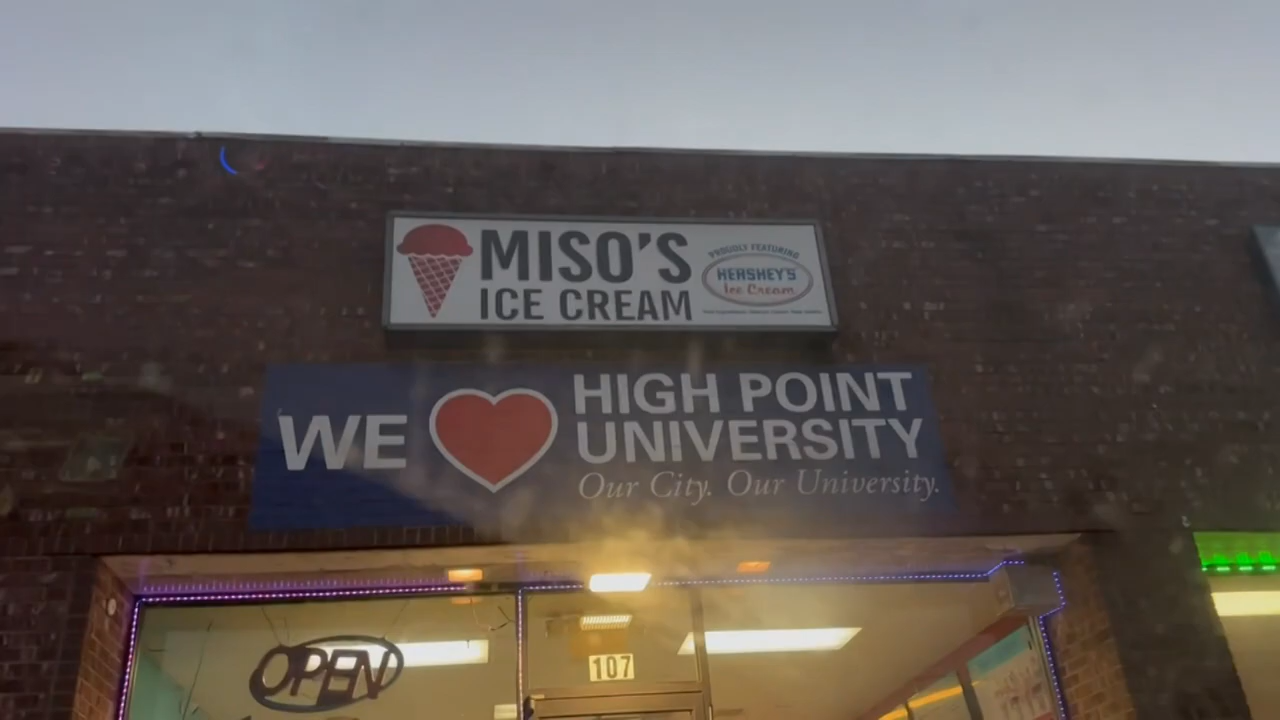 MISO'S
ICE CREAM
PROUDLY FEATURING
HERSHEY'S
Ice Cream
WE
HIGH POINT
UNIVERSITY
Our City. Our University.
OPEN
107